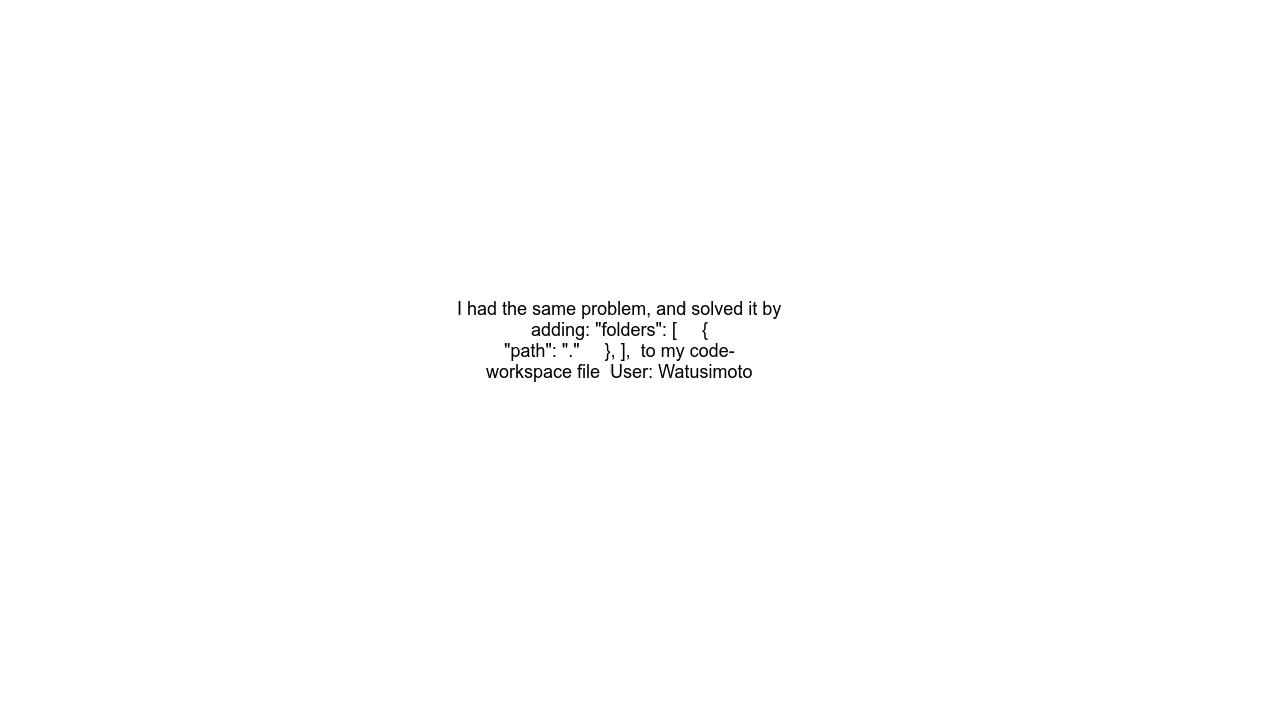 I had the same problem, and solved it by
adding: "folders": [     {
"path": "."     }, ],  to my code-
workspace file  User: Watusimoto